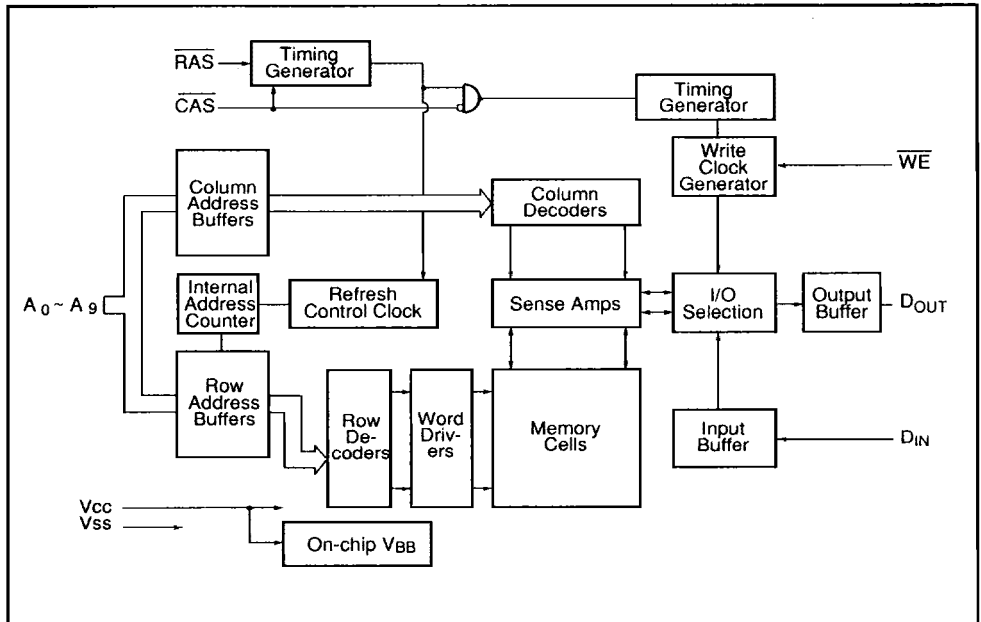 RAS
Timing
Generator
CAS
Timing
Generator
Write
Clock
Generator
WE
Column
Address
Buffers
Column
Decoders
A0 ~ A9
Internal
Address
Counter
Refresh
Control Clock
Sense Amps
I/O
Selection
Output
Buffer
DOUT
Row
Address
Buffers
Row
De-
coders
Word
Driv-
ers
Memory
Cells
Input
Buffer
DIN
Vcc
Vss
On-chip VBB